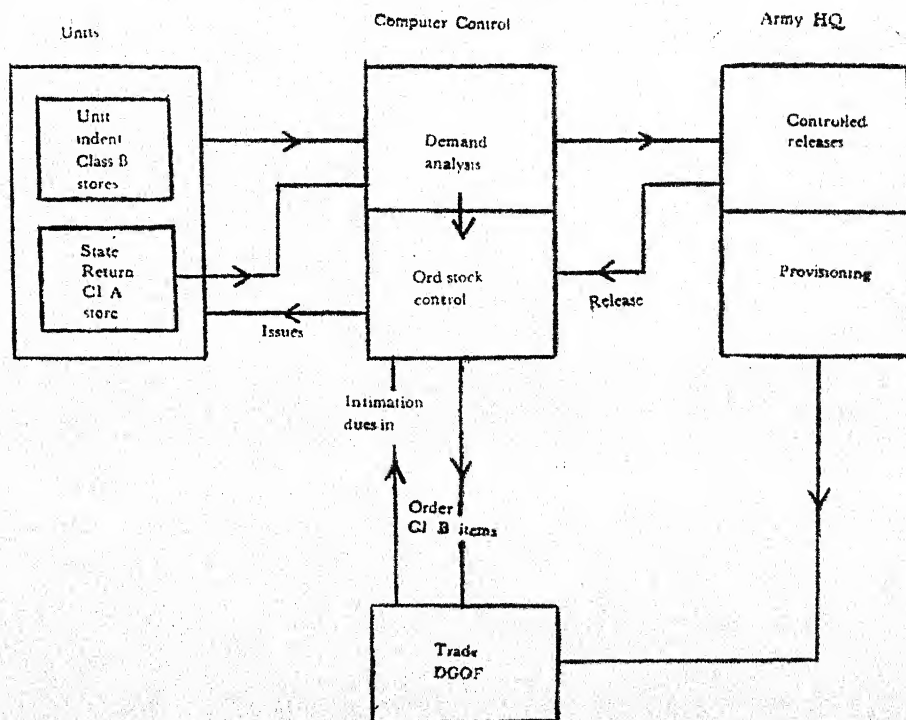 Units
Computer Control
Army HQ
Unit
indent
Class B
stores
State
Return
Cl A
store
Demand
analysis
Ord stock
control
Controlled
releases
Provisioning
Release
Issues
Intimation
dues in
Order
Cl B items
Trade
DGOF